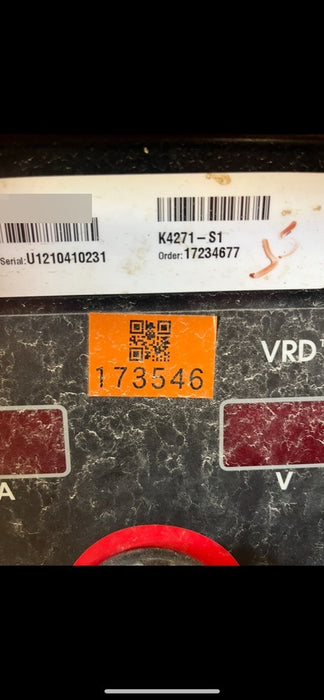 K4271-S1
Serial:U1210410231
Order:17234677
173546
VRD
A
V